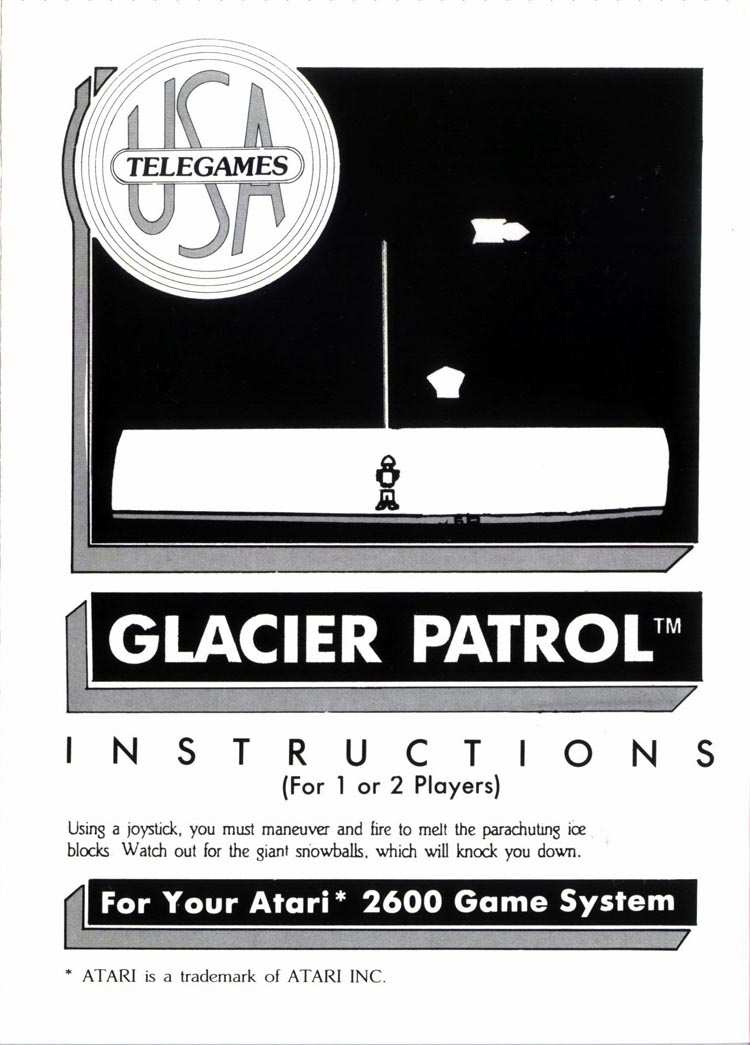 USA
TELEGAMES
GLACIER PATROL™
INSTRUCTIONS
(For 1 or 2 Players)
Using a joystick, you must maneuver and fire to melt the parachuting ice
blocks Watch out for the giant snowballs, which will knock you down.
For Your Atari* 2600 Game System
* ATARI is a trademark of ATARI INC.